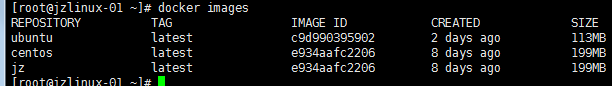 [root@jzlinux-01 ~]# docker images
REPOSITORY TAG IMAGE ID CREATED SIZE
ubuntu latest c9d990395902 2 days ago 113MB
centos latest e934aafc2206 8 days ago 199MB
jz latest e934aafc2206 8 days ago 199MB
[root@jzlinux-01 ~]#